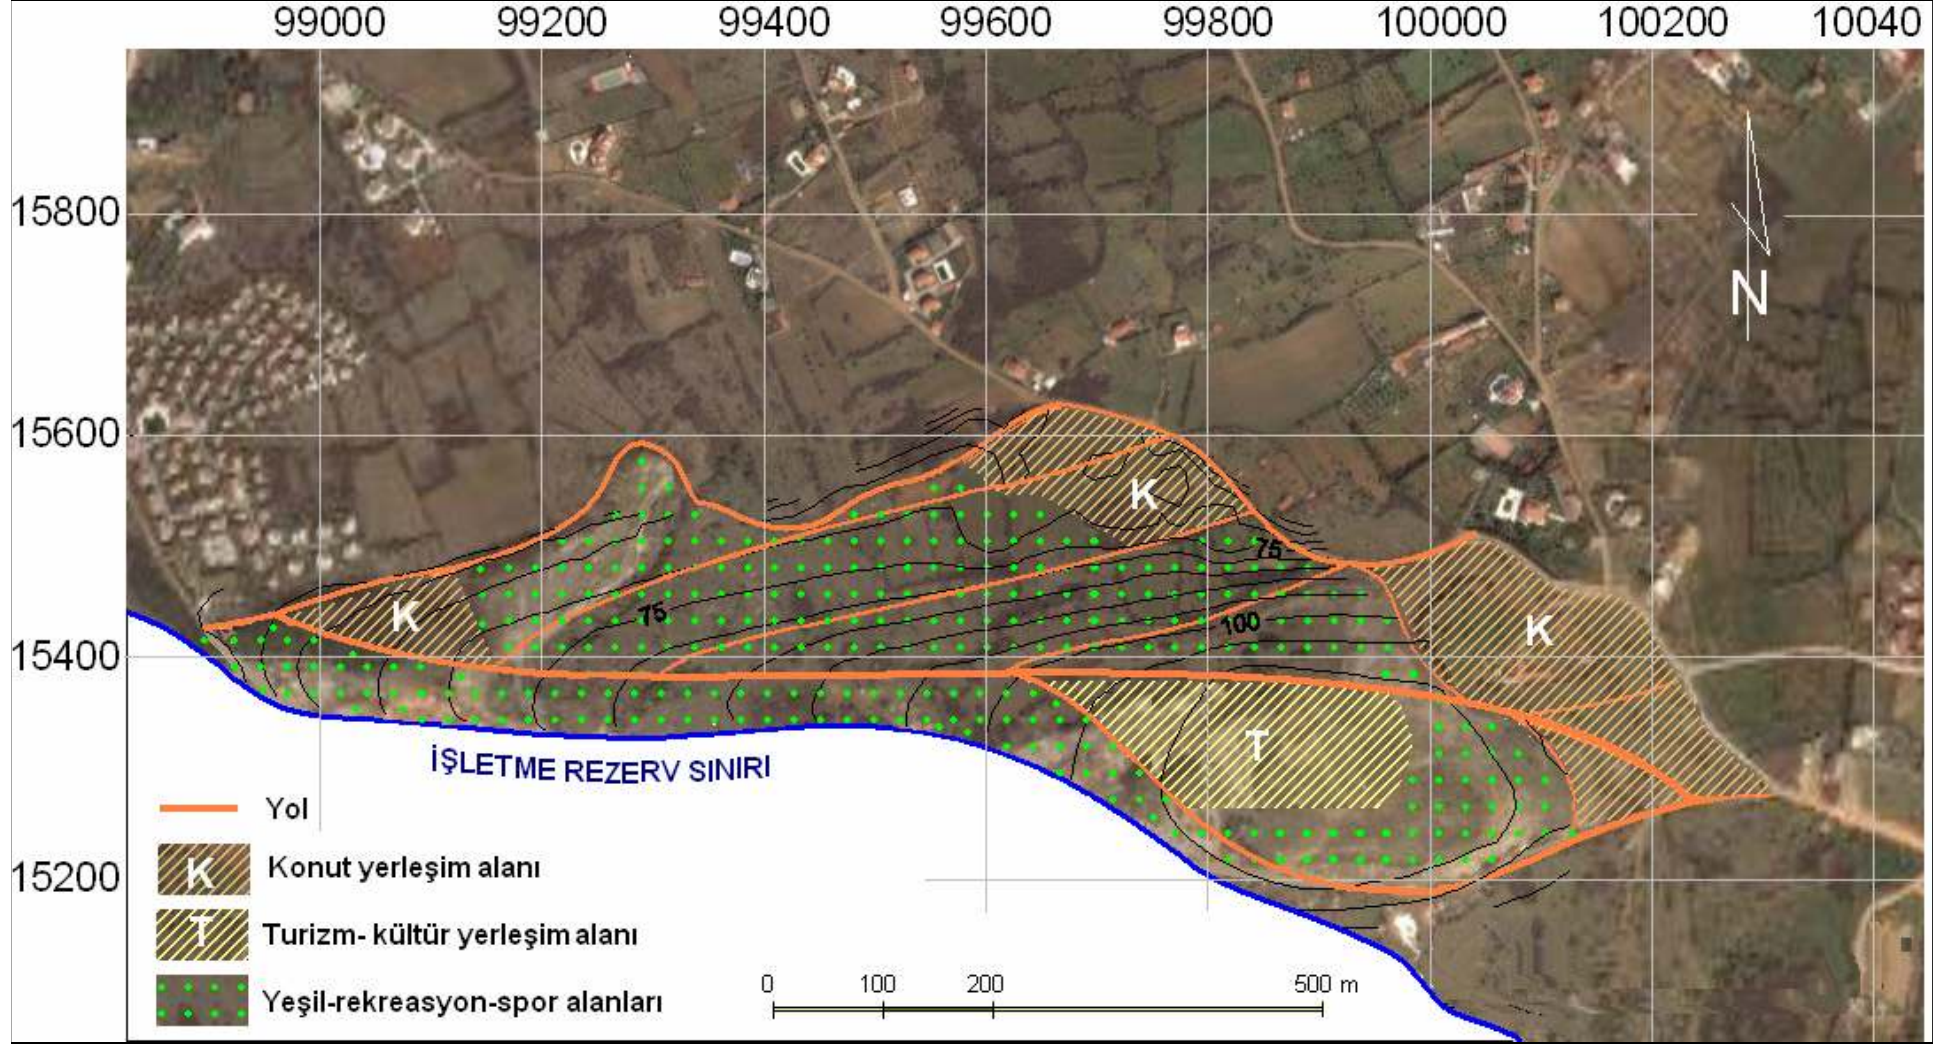 99000 99200 99400 99600 99800 100000 100200 10040
15800
N
15600
K
75
K
75
100
K
15400
T
İŞLETME REZERV SINIRI
Yol
15200
K Konut yerleşim alanı
T Turizm- kültür yerleşim alanı
Yeşil-rekreasyon-spor alanları
0 100 200 500 m